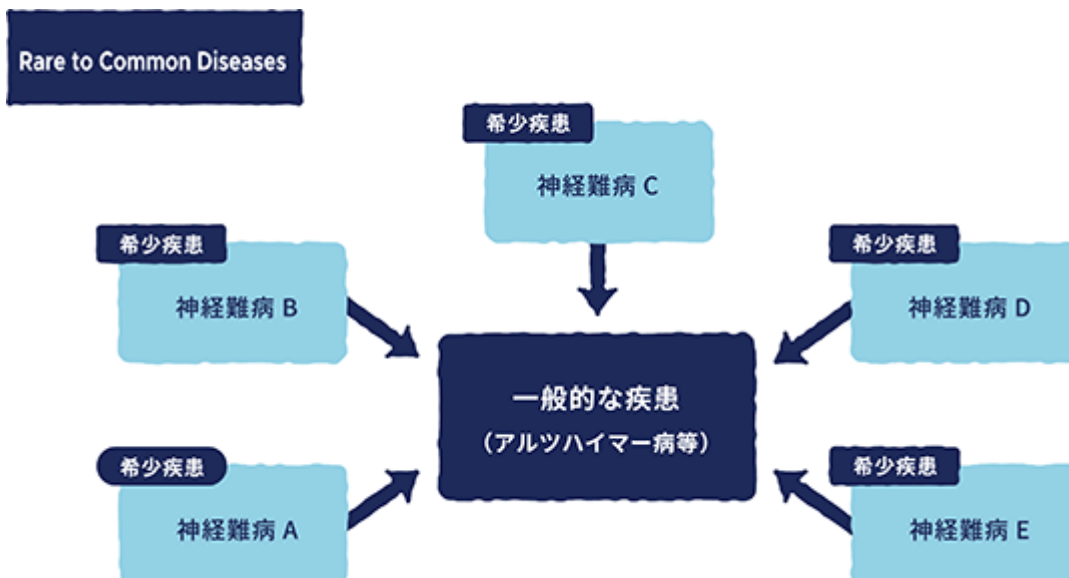 Rare to Common Diseases
希少疾患
神経難病 C
希少疾患
神経難病 B
希少疾患
神経難病 D
一般的な疾患
（アルツハイマー病等）
希少疾患
神経難病 A
希少疾患
神経難病 E